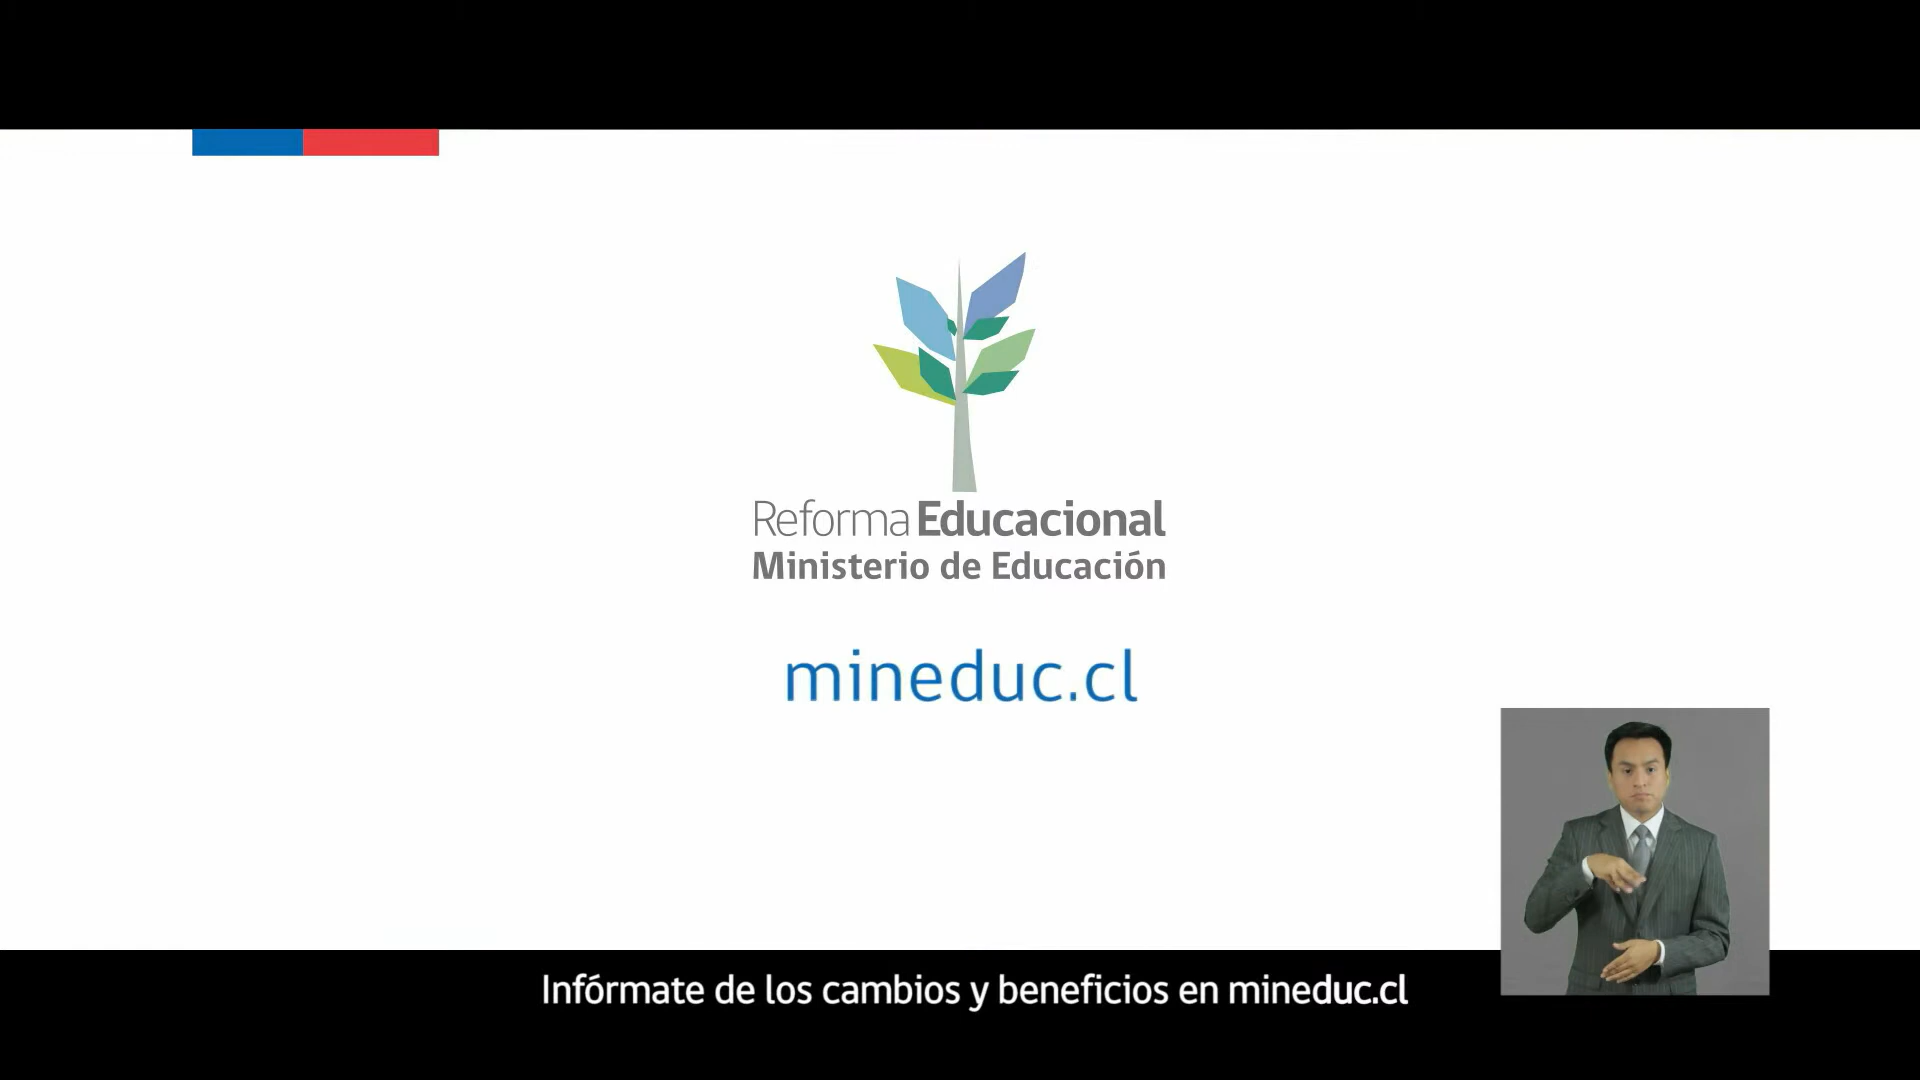 Reforma Educacional
Ministerio de Educación
mineduc.cl
Infórmate de los cambios y beneficios en mineduc.cl